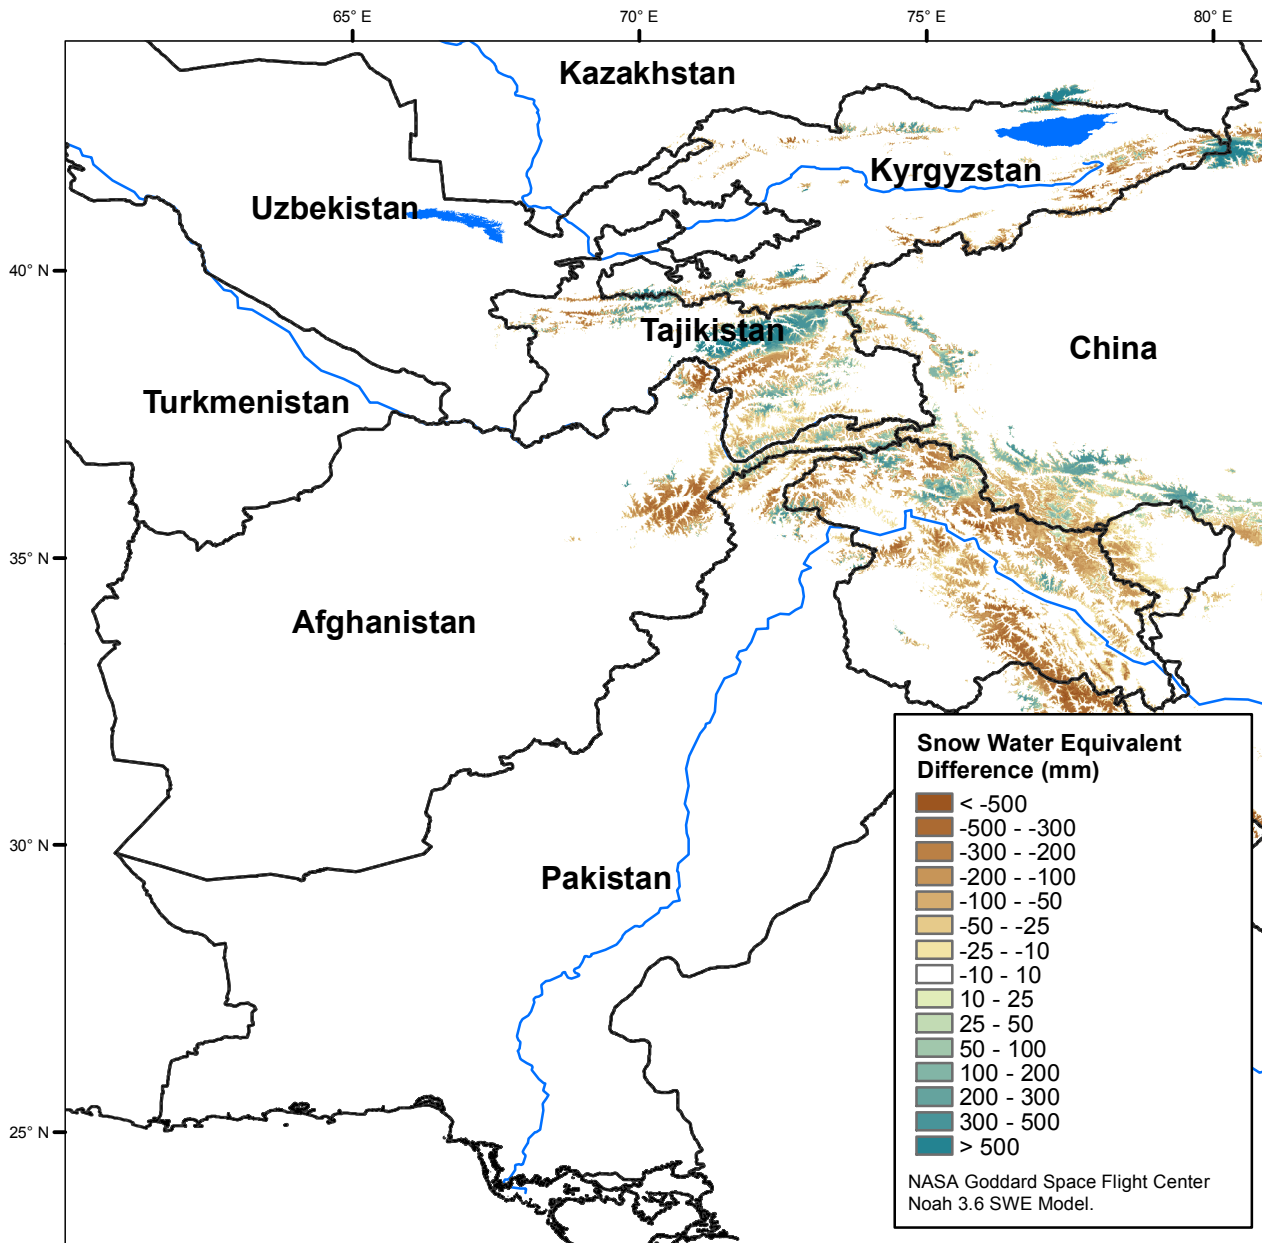 65° E 70° E 75° E 80° E
Kazakhstan
Kyrgyzstan
Uzbekistan
40° N
Tajikistan
China
Turkmenistan
35° N
Afghanistan
30° N
Pakistan
25° N
Snow Water Equivalent
Difference (mm)
< -500
-500 - -300
-300 - -200
-200 - -100
-100 - -50
-50 - -25
-25 - -10
-10 - 10
10 - 25
25 - 50
50 - 100
100 - 200
200 - 300
300 - 500
> 500
NASA Goddard Space Flight Center
Noah 3.6 SWE Model.